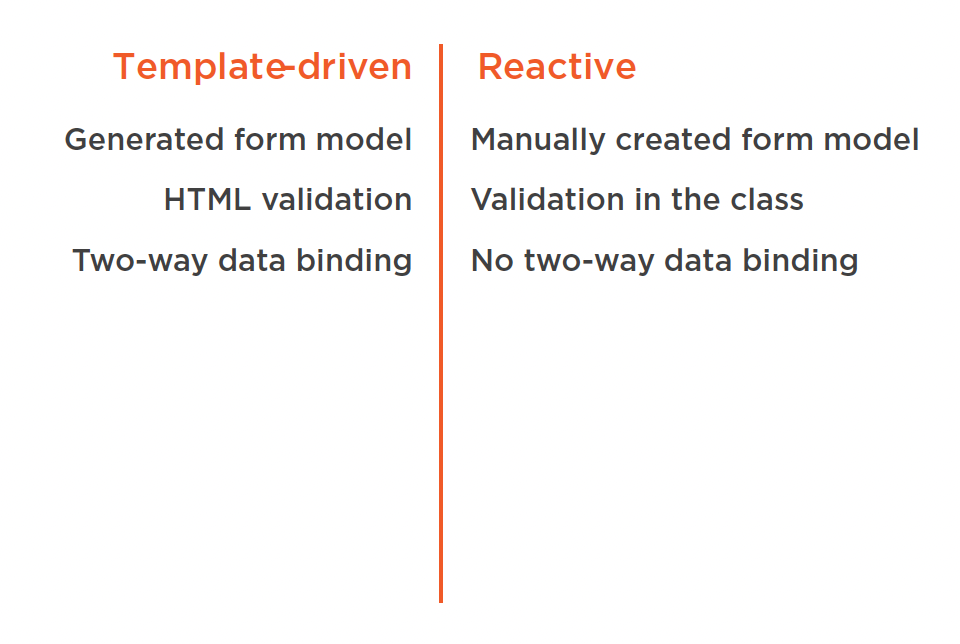 Template-driven
Generated form model
HTML validation
Two-way data binding
Reactive
Manually created form model
Validation in the class
No two-way data binding